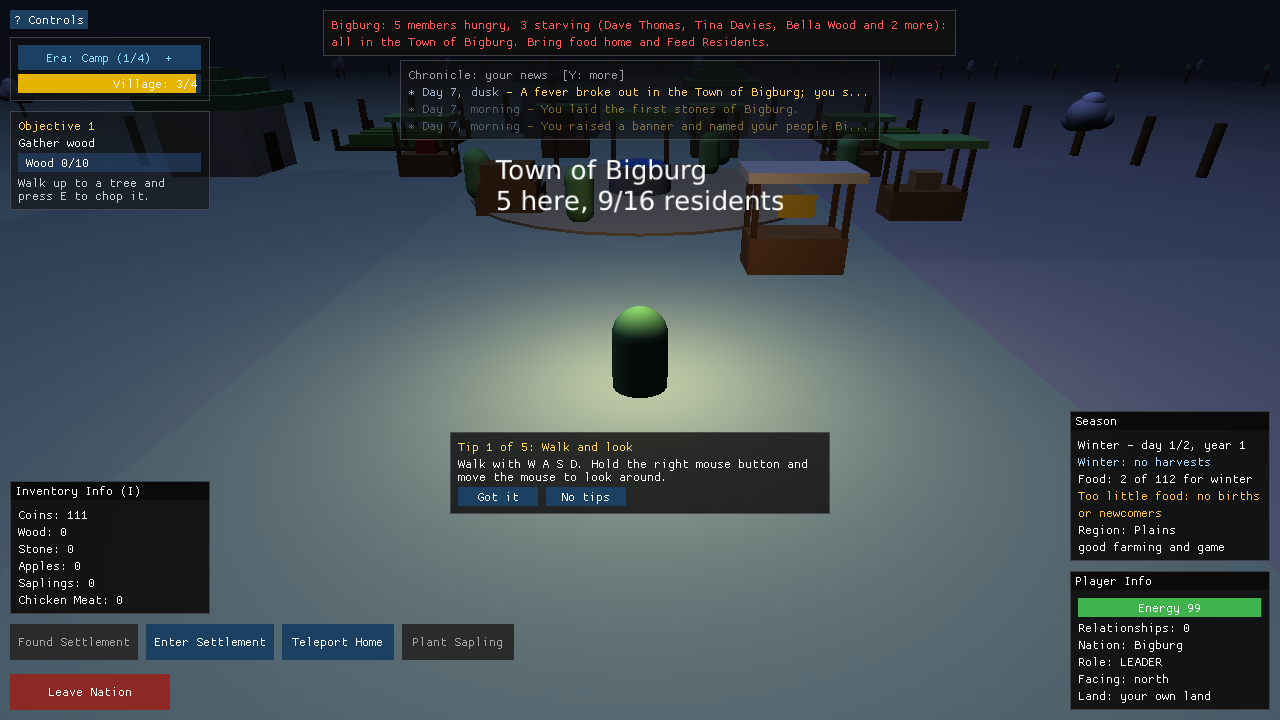 ? Controls
Era: Camp (1/4)  +
Village: 3/4
Objective 1
Gather wood
Wood 0/10
Walk up to a tree and
press E to chop it.
Bigburg: 5 members hungry, 3 starving (Dave Thomas, Tina Davies, Bella Wood and 2 more):
all in the Town of Bigburg. Bring food home and Feed Residents.
Chronicle: your news  [Y: more]
* Day 7, dusk – A fever broke out in the Town of Bigburg; you s...
* Day 7, morning – You laid the first stones of Bigburg.
* Day 7, morning – You raised a banner and named your people Bi...
Town of Bigburg
5 here, 9/16 residents
Tip 1 of 5: Walk and look
Walk with W A S D. Hold the right mouse button and
move the mouse to look around.
Got it
No tips
Inventory Info (I)
Coins: 111
Wood: 0
Stone: 0
Apples: 0
Saplings: 0
Chicken Meat: 0
Found Settlement
Enter Settlement
Teleport Home
Plant Sapling
Leave Nation
Season
Winter – day 1/2, year 1
Winter: no harvests
Food: 2 of 112 for winter
Too little food: no births
or newcomers
Region: Plains
good farming and game
Player Info
Energy 99
Relationships: 0
Nation: Bigburg
Role: LEADER
Facing: north
Land: your own land